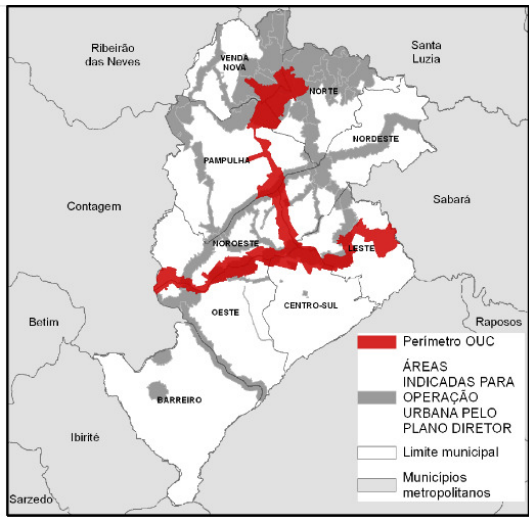 Ribeirão
das Neves
Santa
Luzia
VENDA
NOVA
NORTE
NORDESTE
PAMPULHA
Contagem
Sabará
NOROESTE
LESTE
OESTE
CENTRO-SUL
Betim
Raposos
BARREIRO
Ibirité
Sarzedo
Perímetro OUC
ÁREAS
INDICADAS PARA
OPERAÇÃO
URBANA PELO
PLANO DIRETOR
Limite municipal
Municípios
metropolitanos